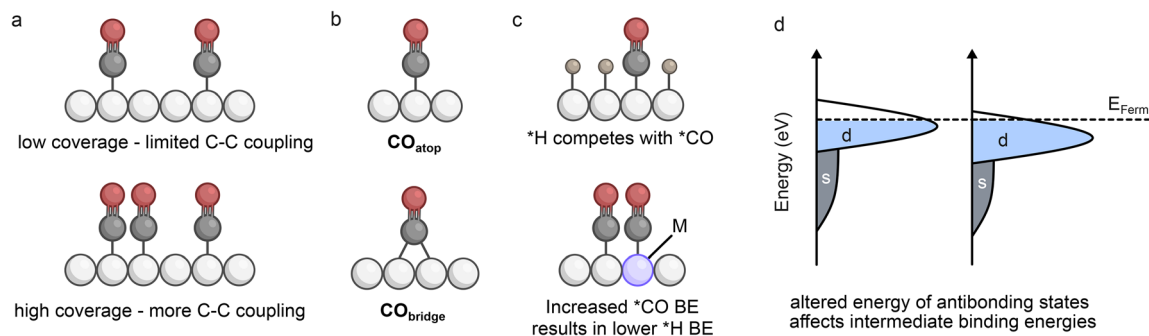 a
low coverage - limited C-C coupling
high coverage - more C-C coupling
b
CO_atop
CO_bridge
c
*H competes with *CO
M
Increased *CO BE
results in lower *H BE
d
Energy (eV)
d
s
d
s
E_Ferm
altered energy of antibonding states
affects intermediate binding energies